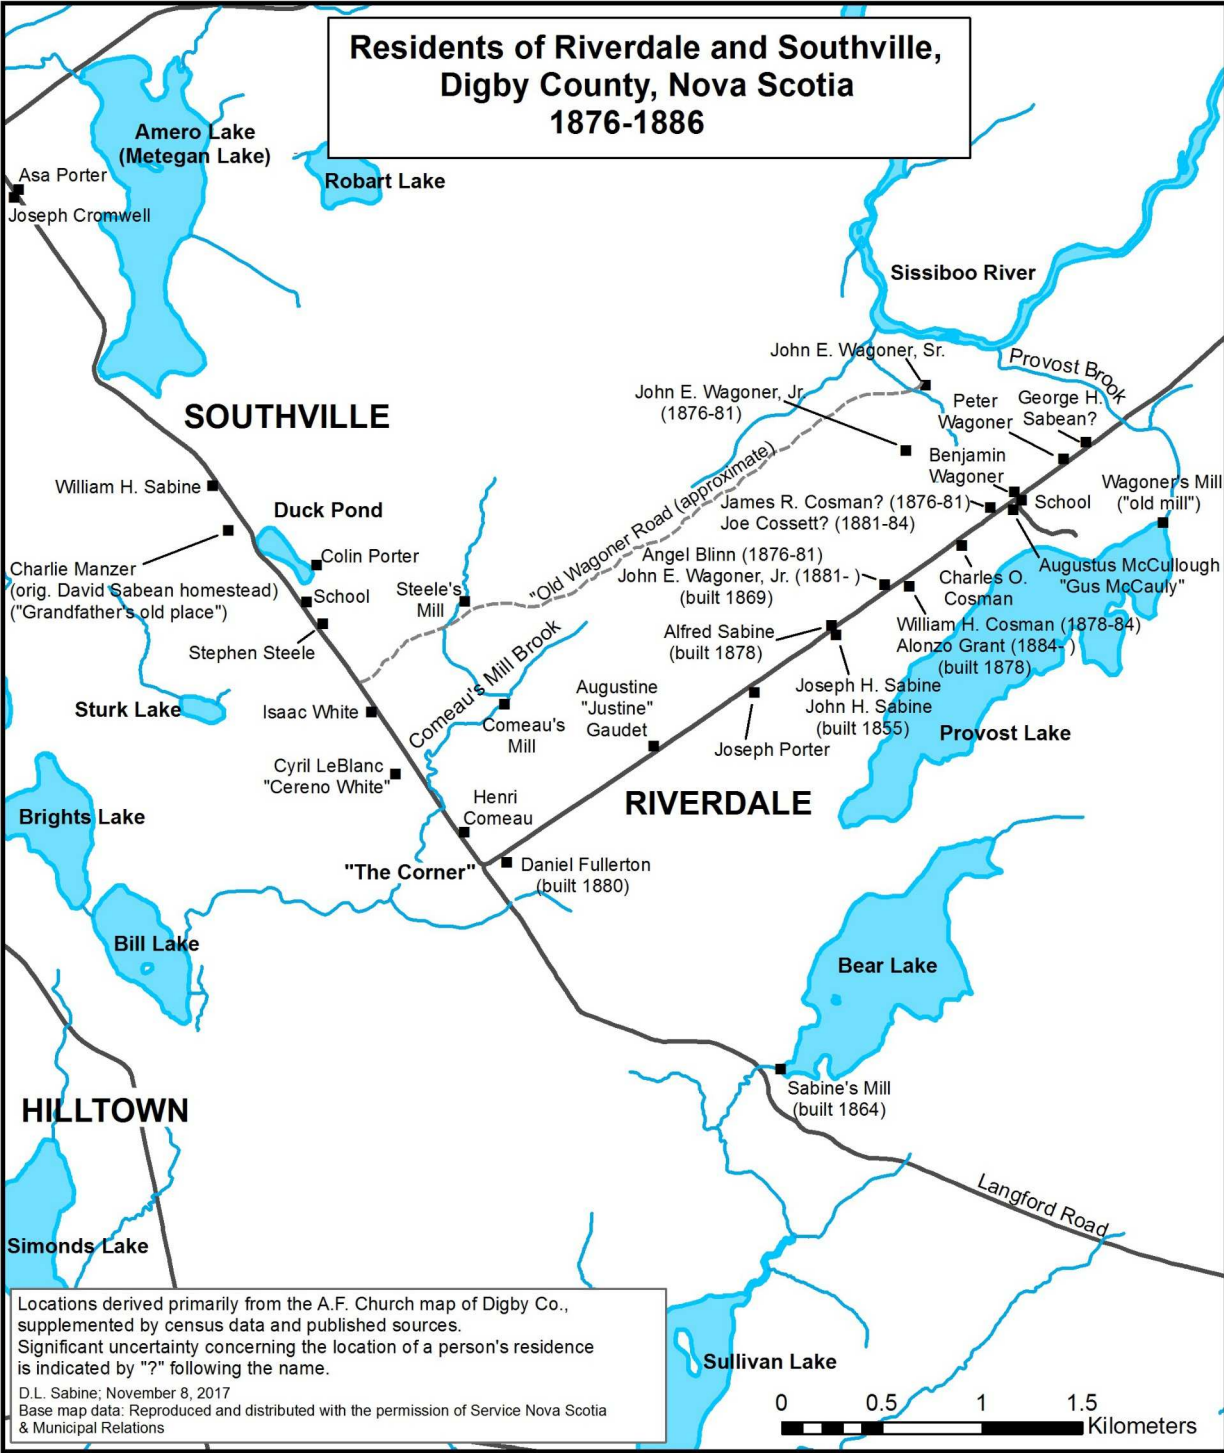 Residents of Riverdale and Southville,
Digby County, Nova Scotia
1876-1886
Amero Lake
(Metegan Lake)
Robart Lake
Asa Porter
Joseph Cromwell
Sissiboo River
Provost Brook
John E. Wagoner, Sr.
John E. Wagoner, Jr.
(1876-81)
Peter
Wagoner
George H.
Sabean?
SOUTHVILLE
Benjamin
Wagoner
Wagoner's Mill
("old mill")
School
"Old Wagoner Road (approximate)
James R. Cosman? (1876-81)
Joe Cossett? (1881-84)
William H. Sabine
Duck Pond
Colin Porter
Charlie Manzer
(orig. David Sabean homestead)
("Grandfather's old place")
School
Stephen Steele
Steele's
Mill
Angel Blinn (1876-81)
John E. Wagoner, Jr. (1881- )
(built 1869)
Charles O.
Cosman
Augustus McCullough
"Gus McCauly"
William H. Cosman (1878-84)
Alonzo Grant (1884- )
(built 1878)
Alfred Sabine
(built 1878)
Joseph H. Sabine
John H. Sabine
(built 1855)
Comeau's Mill Brook
Comeau's
Mill
Augustine
"Justine"
Gaudet
Joseph Porter
Provost Lake
Sturk Lake
Isaac White
Cyril LeBlanc
"Cereno White"
Henri
Comeau
RIVERDALE
Brights Lake
"The Corner"
Daniel Fullerton
(built 1880)
Bill Lake
Bear Lake
HILLTOWN
Sabine's Mill
(built 1864)
Langford Road
Simonds Lake
Sullivan Lake
Locations derived primarily from the A.F. Church map of Digby Co.,
supplemented by census data and published sources.
Significant uncertainty concerning the location of a person's residence
is indicated by "?" following the name.
D.L. Sabine; November 8, 2017
Base map data: Reproduced and distributed with the permission of Service Nova Scotia
& Municipal Relations
0 0.5 1 1.5
Kilometers